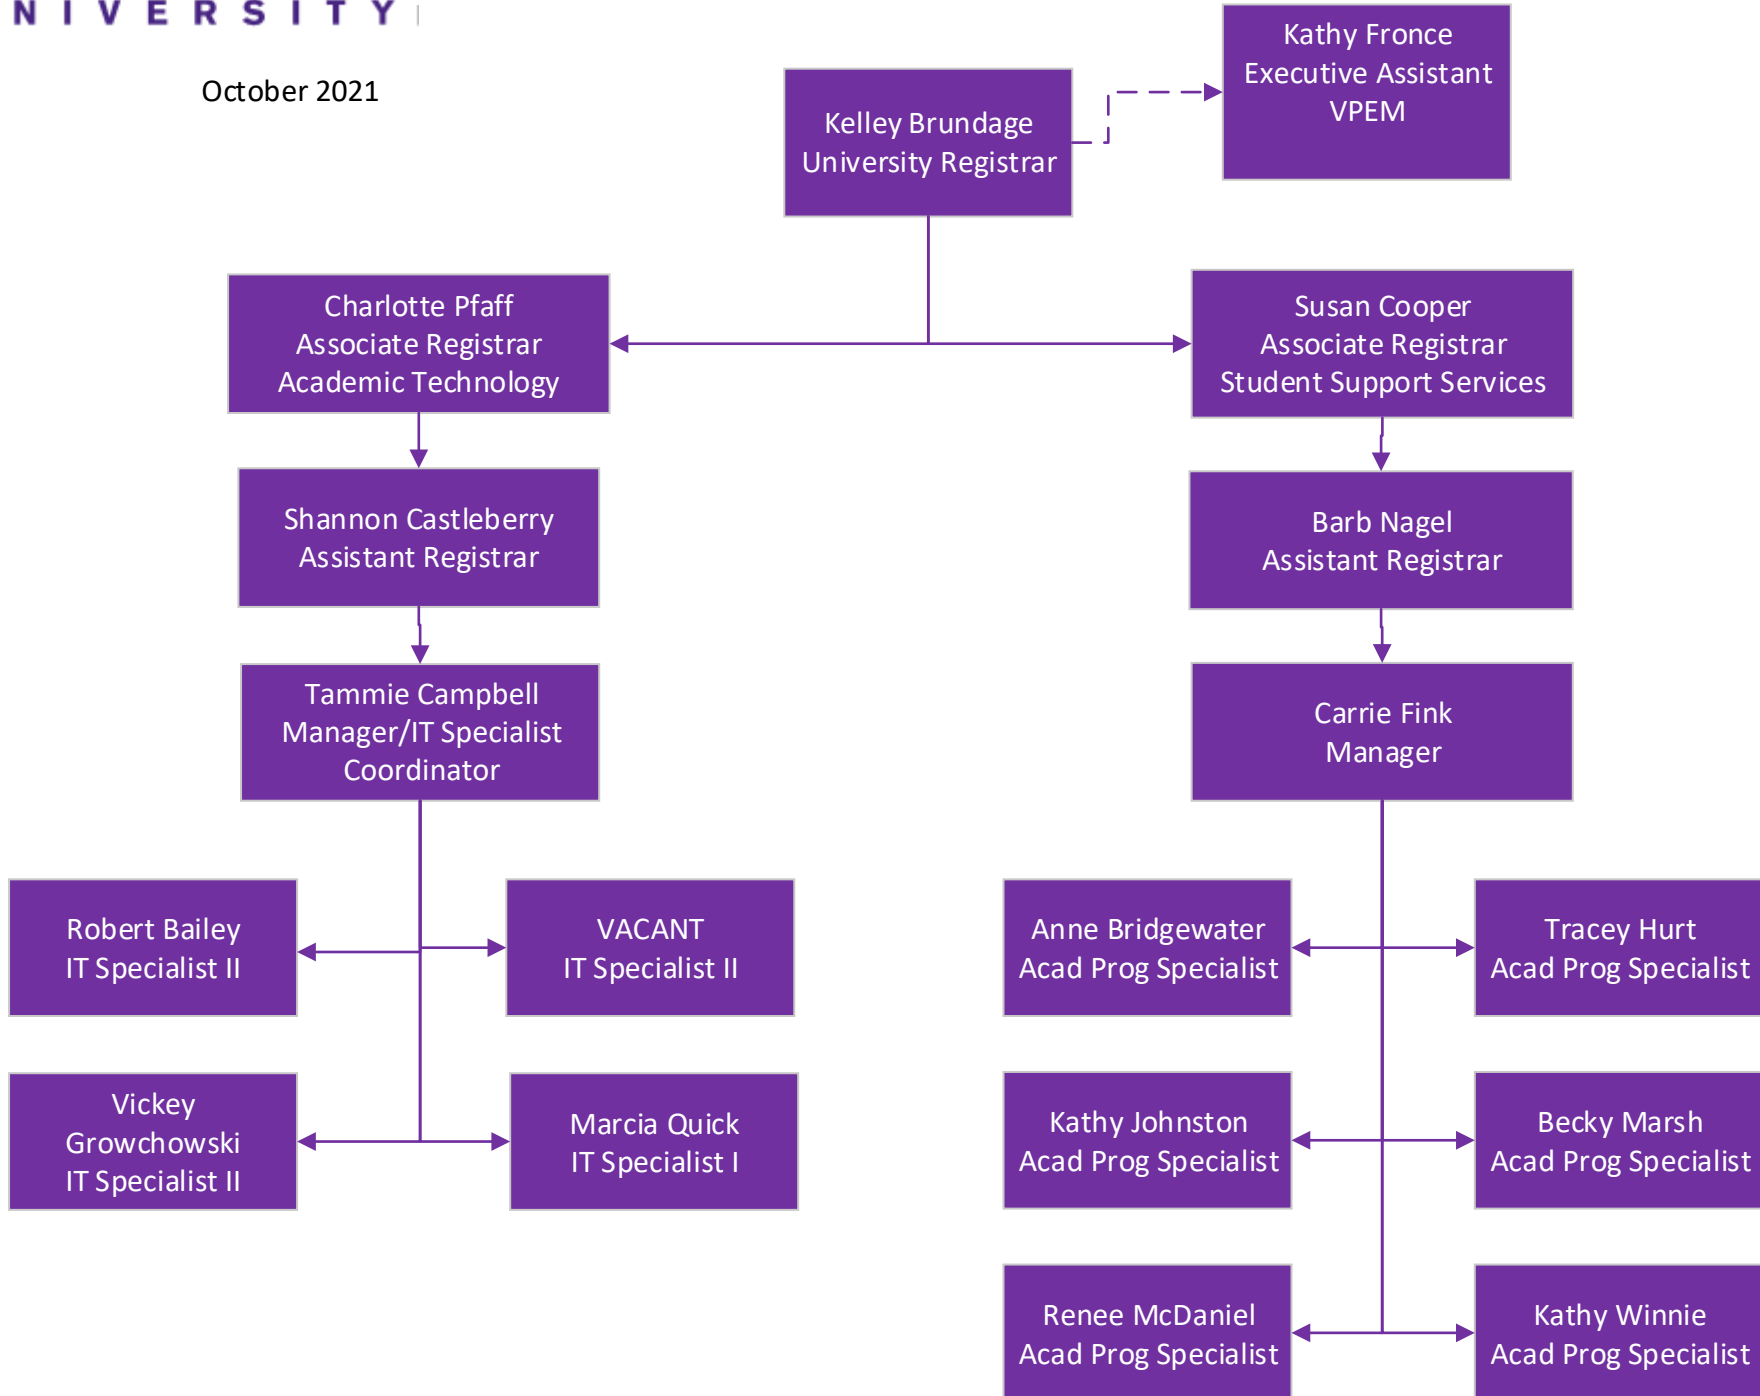 NIVERSITY
October 2021
Kathy Fronce
Executive Assistant
VPEM
Kelley Brundage
University Registrar
Charlotte Pfaff
Associate Registrar
Academic Technology
Susan Cooper
Associate Registrar
Student Support Services
Shannon Castleberry
Assistant Registrar
Barb Nagel
Assistant Registrar
Tammie Campbell
Manager/IT Specialist
Coordinator
Carrie Fink
Manager
Robert Bailey
IT Specialist II
VACANT
IT Specialist II
Anne Bridgewater
Acad Prog Specialist
Tracey Hurt
Acad Prog Specialist
Vickey
Growchowski
IT Specialist II
Marcia Quick
IT Specialist I
Kathy Johnston
Acad Prog Specialist
Becky Marsh
Acad Prog Specialist
Renee McDaniel
Acad Prog Specialist
Kathy Winnie
Acad Prog Specialist